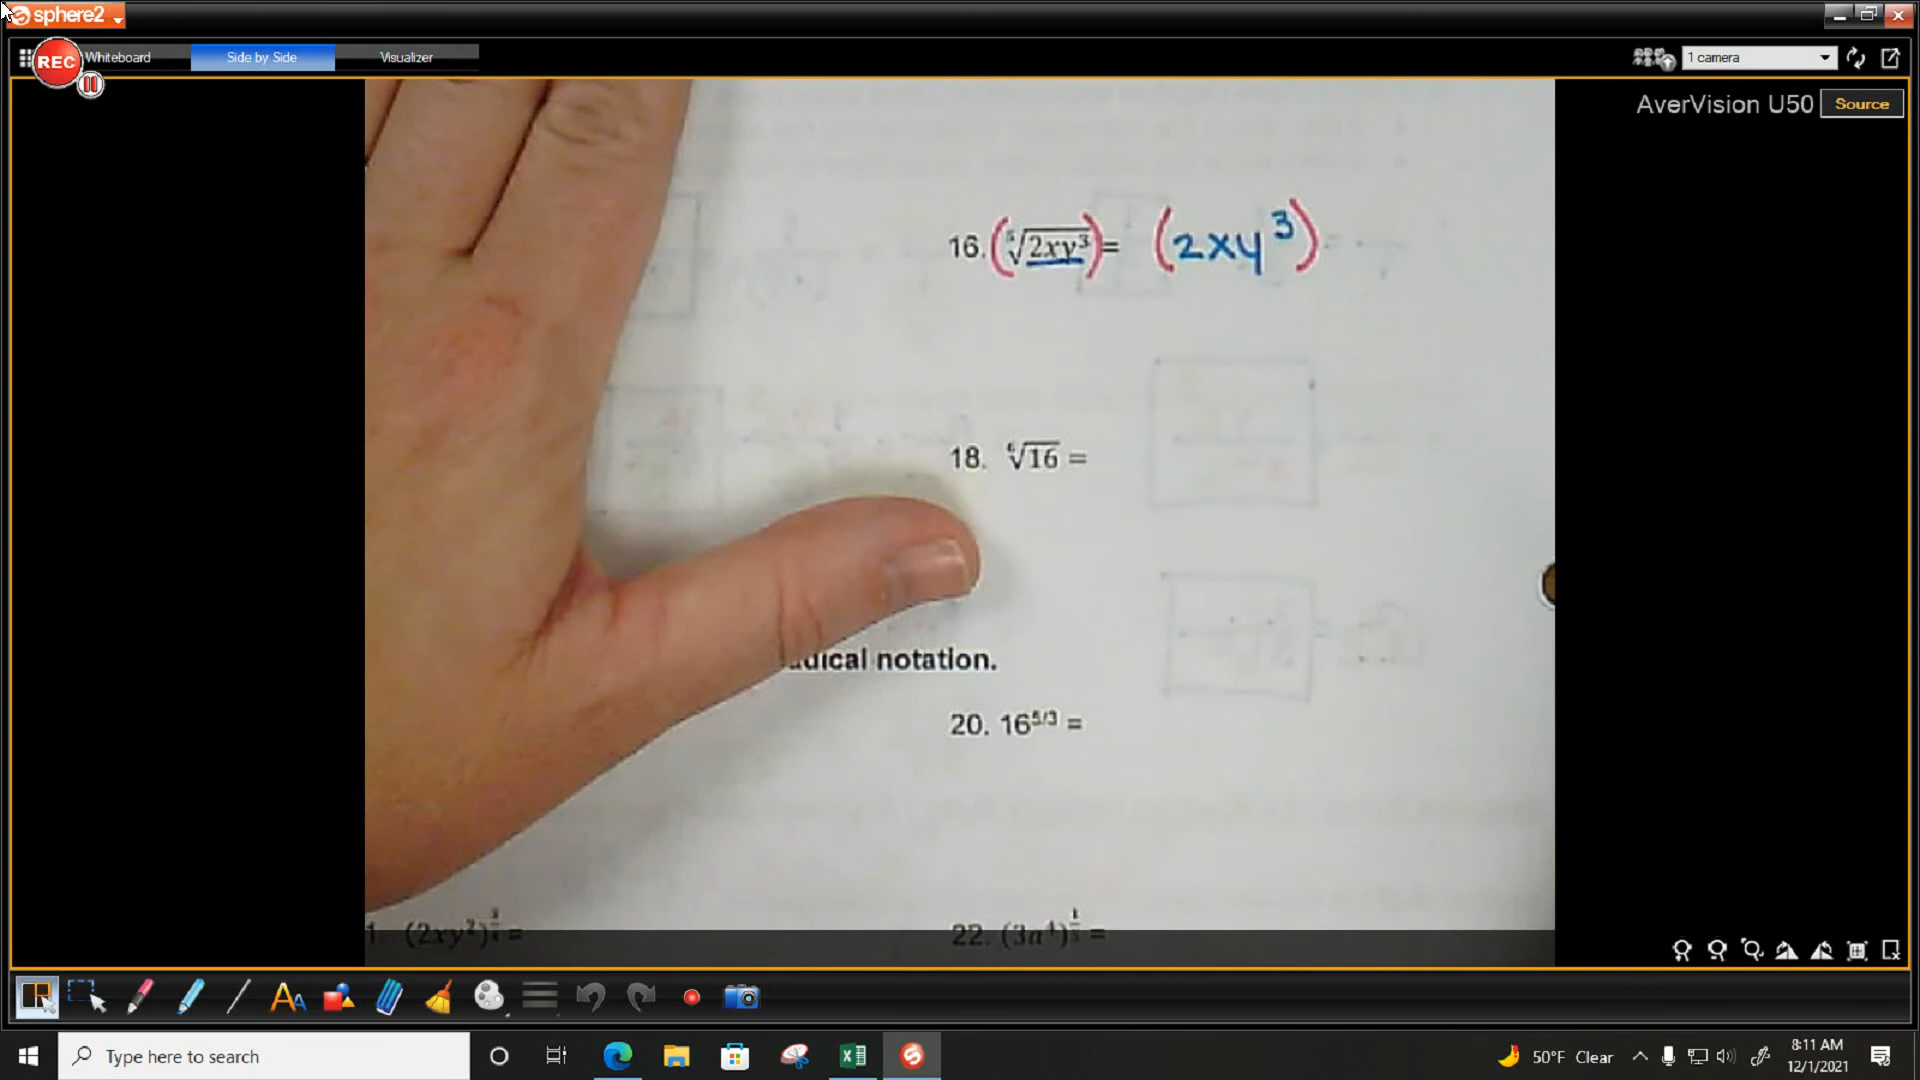 sphere2
REC Whiteboard Side by Side Visualizer 1 camera
AverVision U50 Source
16. (⁵√2xy³) = (2xy³)
18. ⁶√16 =
adical notation.
20. 16^5/3 =
(2xy²) =
22. (3a⁴) =
Type here to search
50°F Clear
8:11 AM
12/1/2021